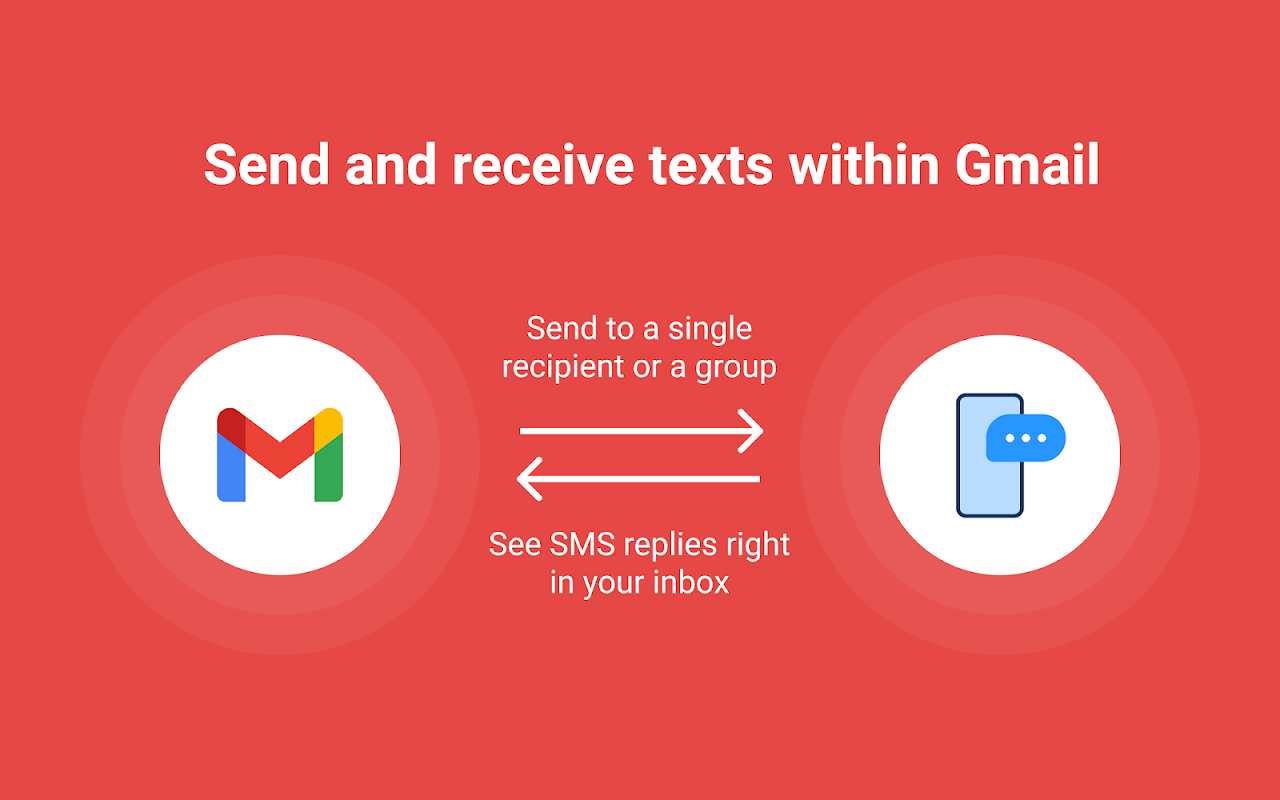 Send and receive texts within Gmail
Send to a single
recipient or a group
See SMS replies right
in your inbox